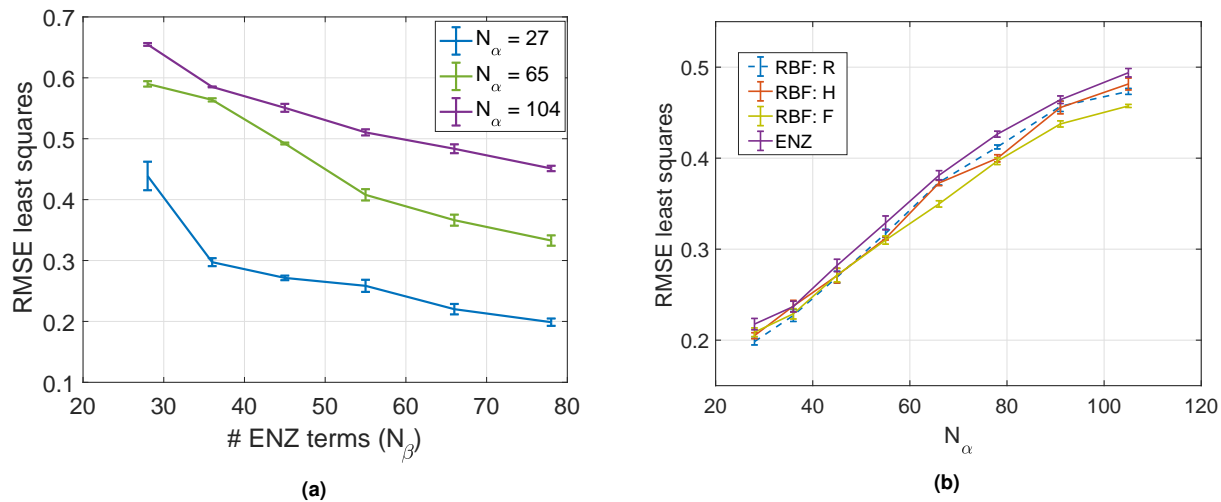 0.7
0.6
0.5
0.4
0.3
0.2
0.1
RMSE least squares
20 30 40 50 60 70 80
# ENZ terms (N_β)
N_α = 27
N_α = 65
N_α = 104
(a)
0.5
0.4
0.3
0.2
RMSE least squares
20 40 60 80 100 120
N_α
RBF: R
RBF: H
RBF: F
ENZ
(b)